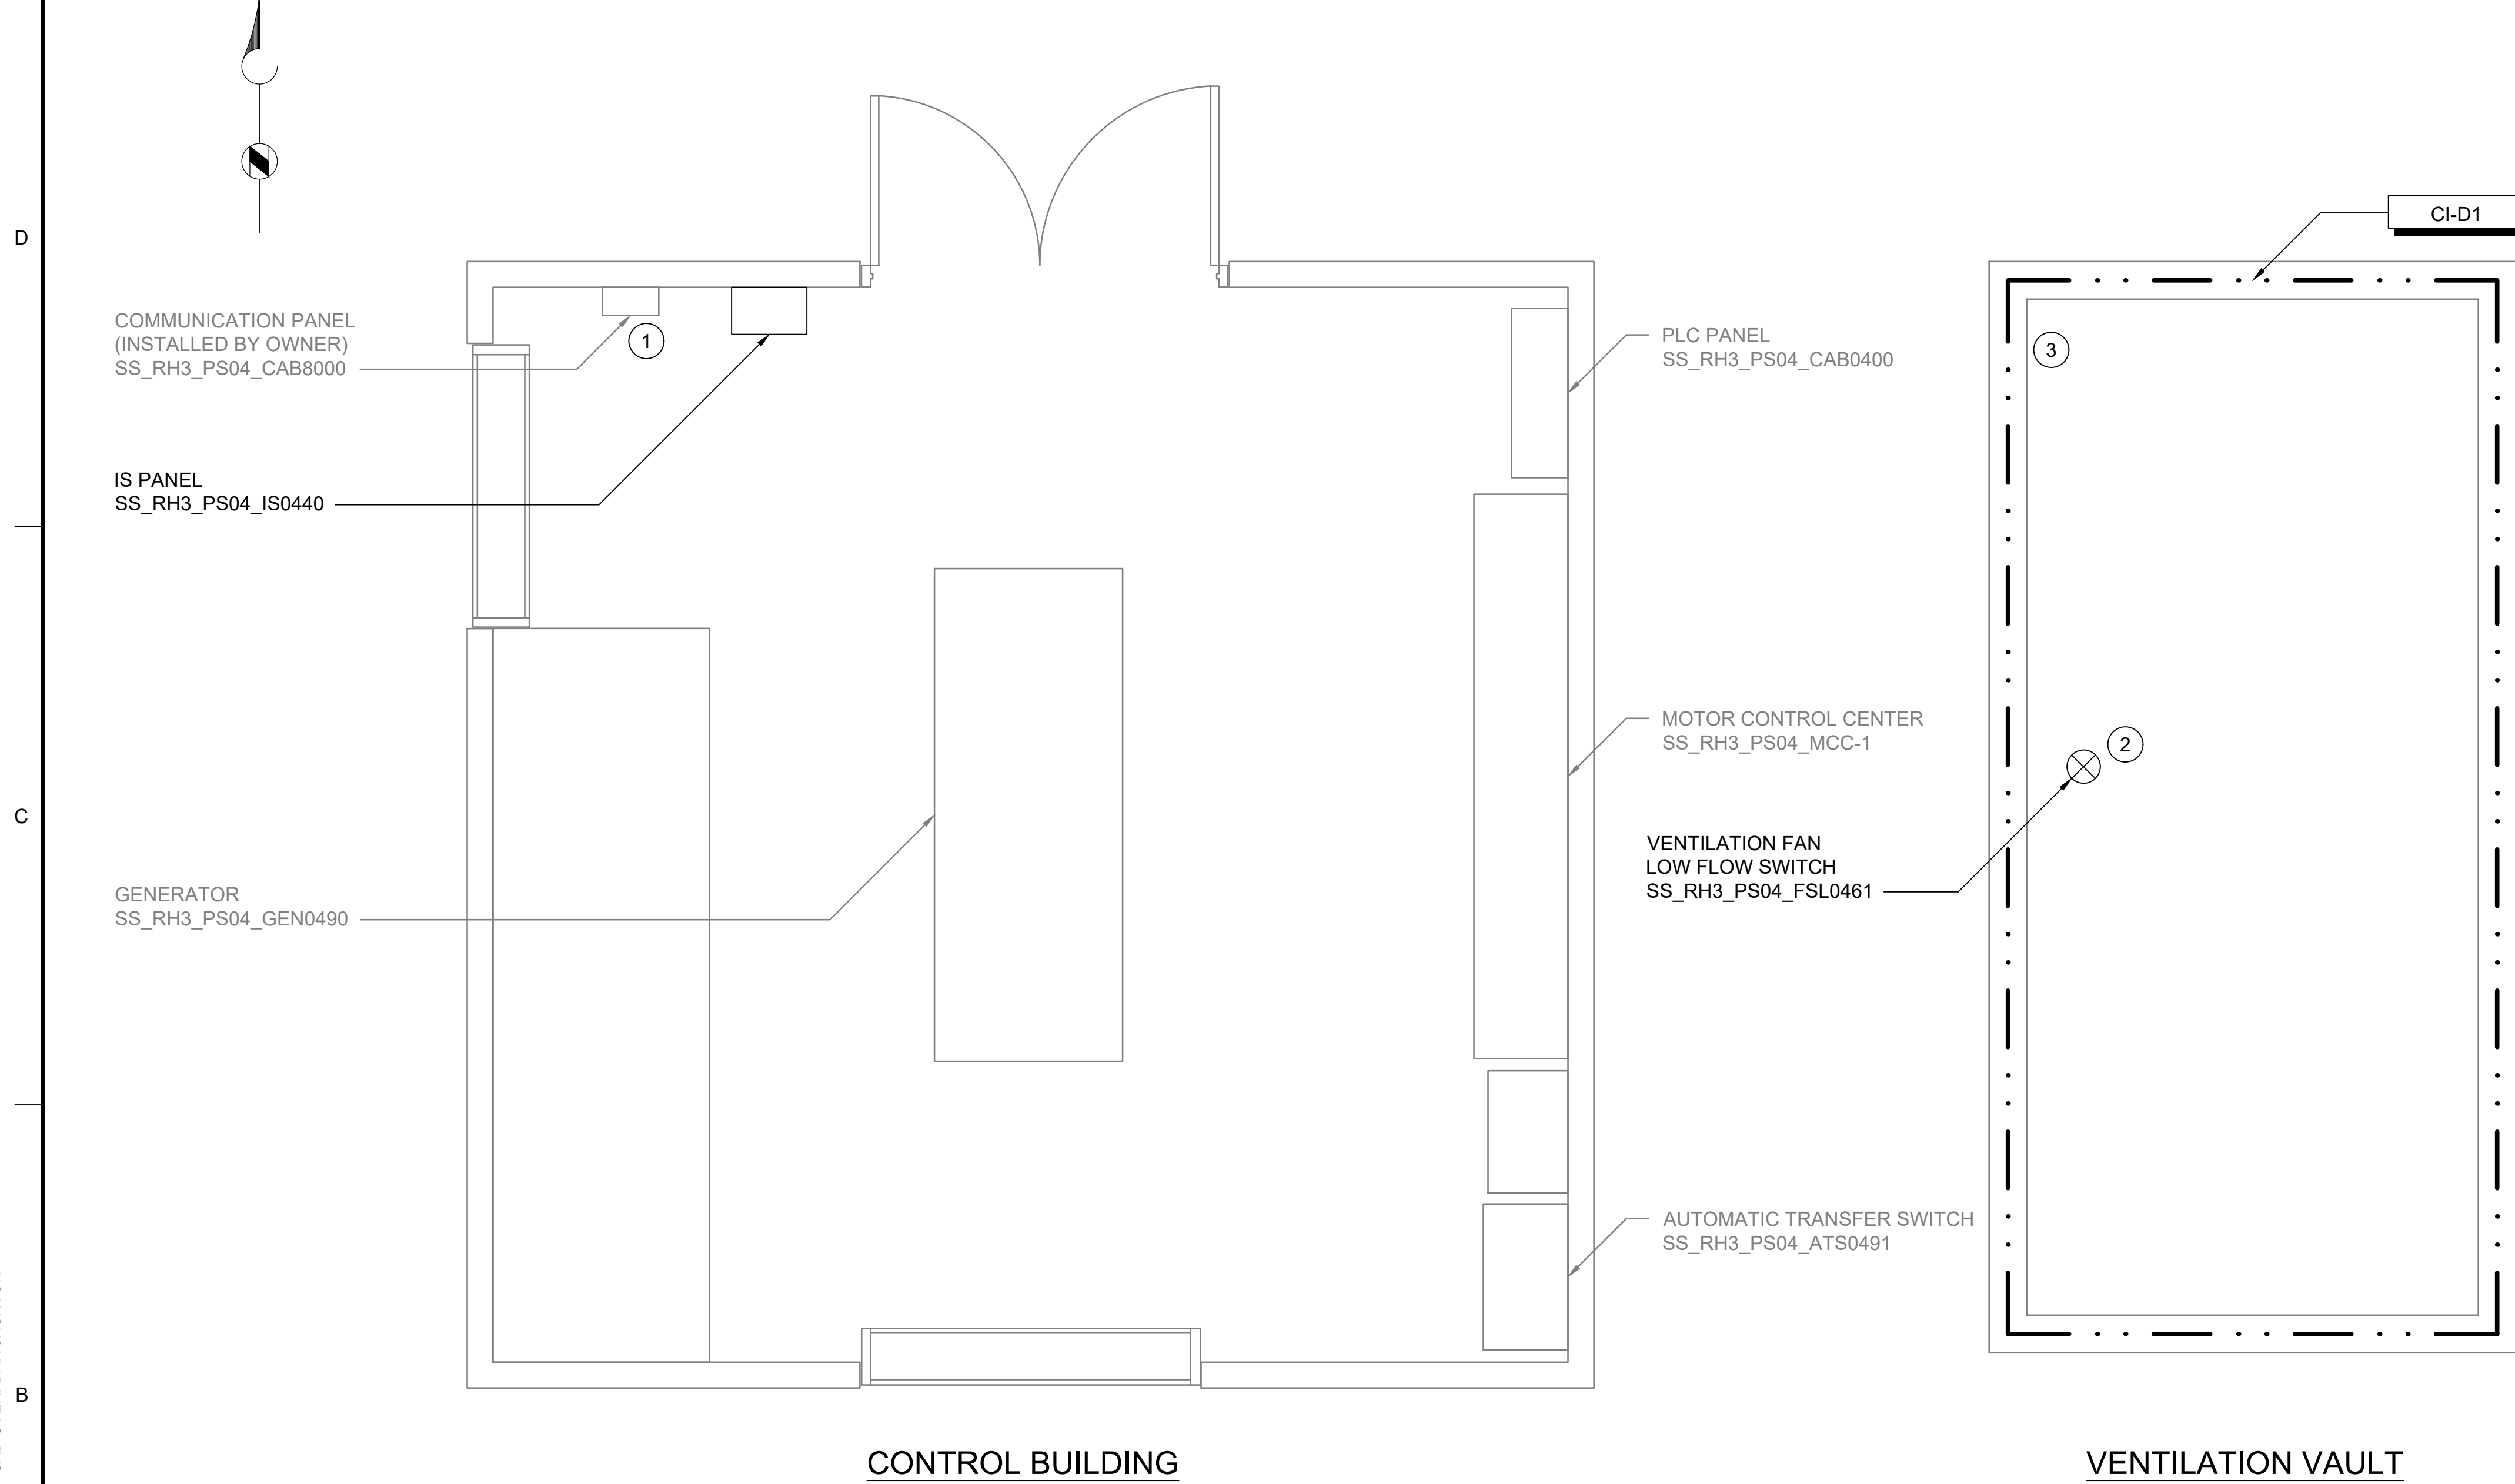 D
CI-D1
COMMUNICATION PANEL
(INSTALLED BY OWNER)
SS_RH3_PS04_CAB8000
1
PLC PANEL
SS_RH3_PS04_CAB0400
3
IS PANEL
SS_RH3_PS04_IS0440
MOTOR CONTROL CENTER
SS_RH3_PS04_MCC-1
2
C
VENTILATION FAN
LOW FLOW SWITCH
SS_RH3_PS04_FSL0461
GENERATOR
SS_RH3_PS04_GEN0490
AUTOMATIC TRANSFER SWITCH
SS_RH3_PS04_ATS0491
B
CONTROL BUILDING
VENTILATION VAULT